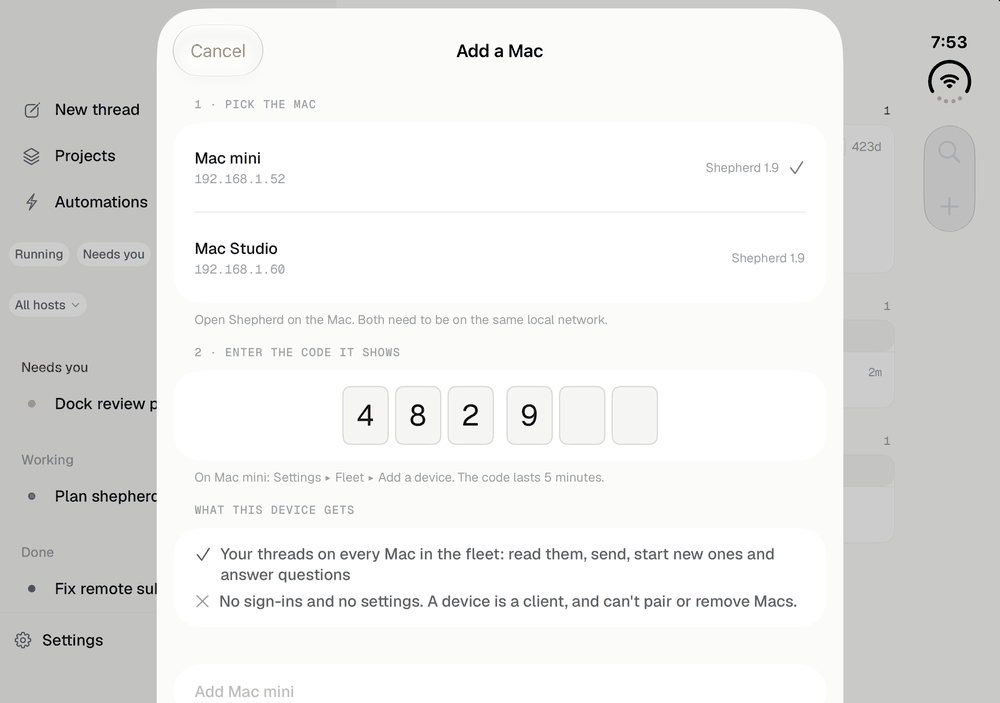 Cancel
Add a Mac
7:53
1 · PICK THE MAC
New thread
Projects
Automations
Running
Needs you
All hosts
Needs you
Dock review p
Working
Plan shepherd
Done
Fix remote sul
Settings
Mac mini
192.168.1.52
Shepherd 1.9
Mac Studio
192.168.1.60
Shepherd 1.9
Open Shepherd on the Mac. Both need to be on the same local network.
2 · ENTER THE CODE IT SHOWS
4 8 2 9
On Mac mini: Settings ▸ Fleet ▸ Add a device. The code lasts 5 minutes.
WHAT THIS DEVICE GETS
Your threads on every Mac in the fleet: read them, send, start new ones and
answer questions
No sign-ins and no settings. A device is a client, and can't pair or remove Macs.
Add Mac mini
1
423d
1
2m
1